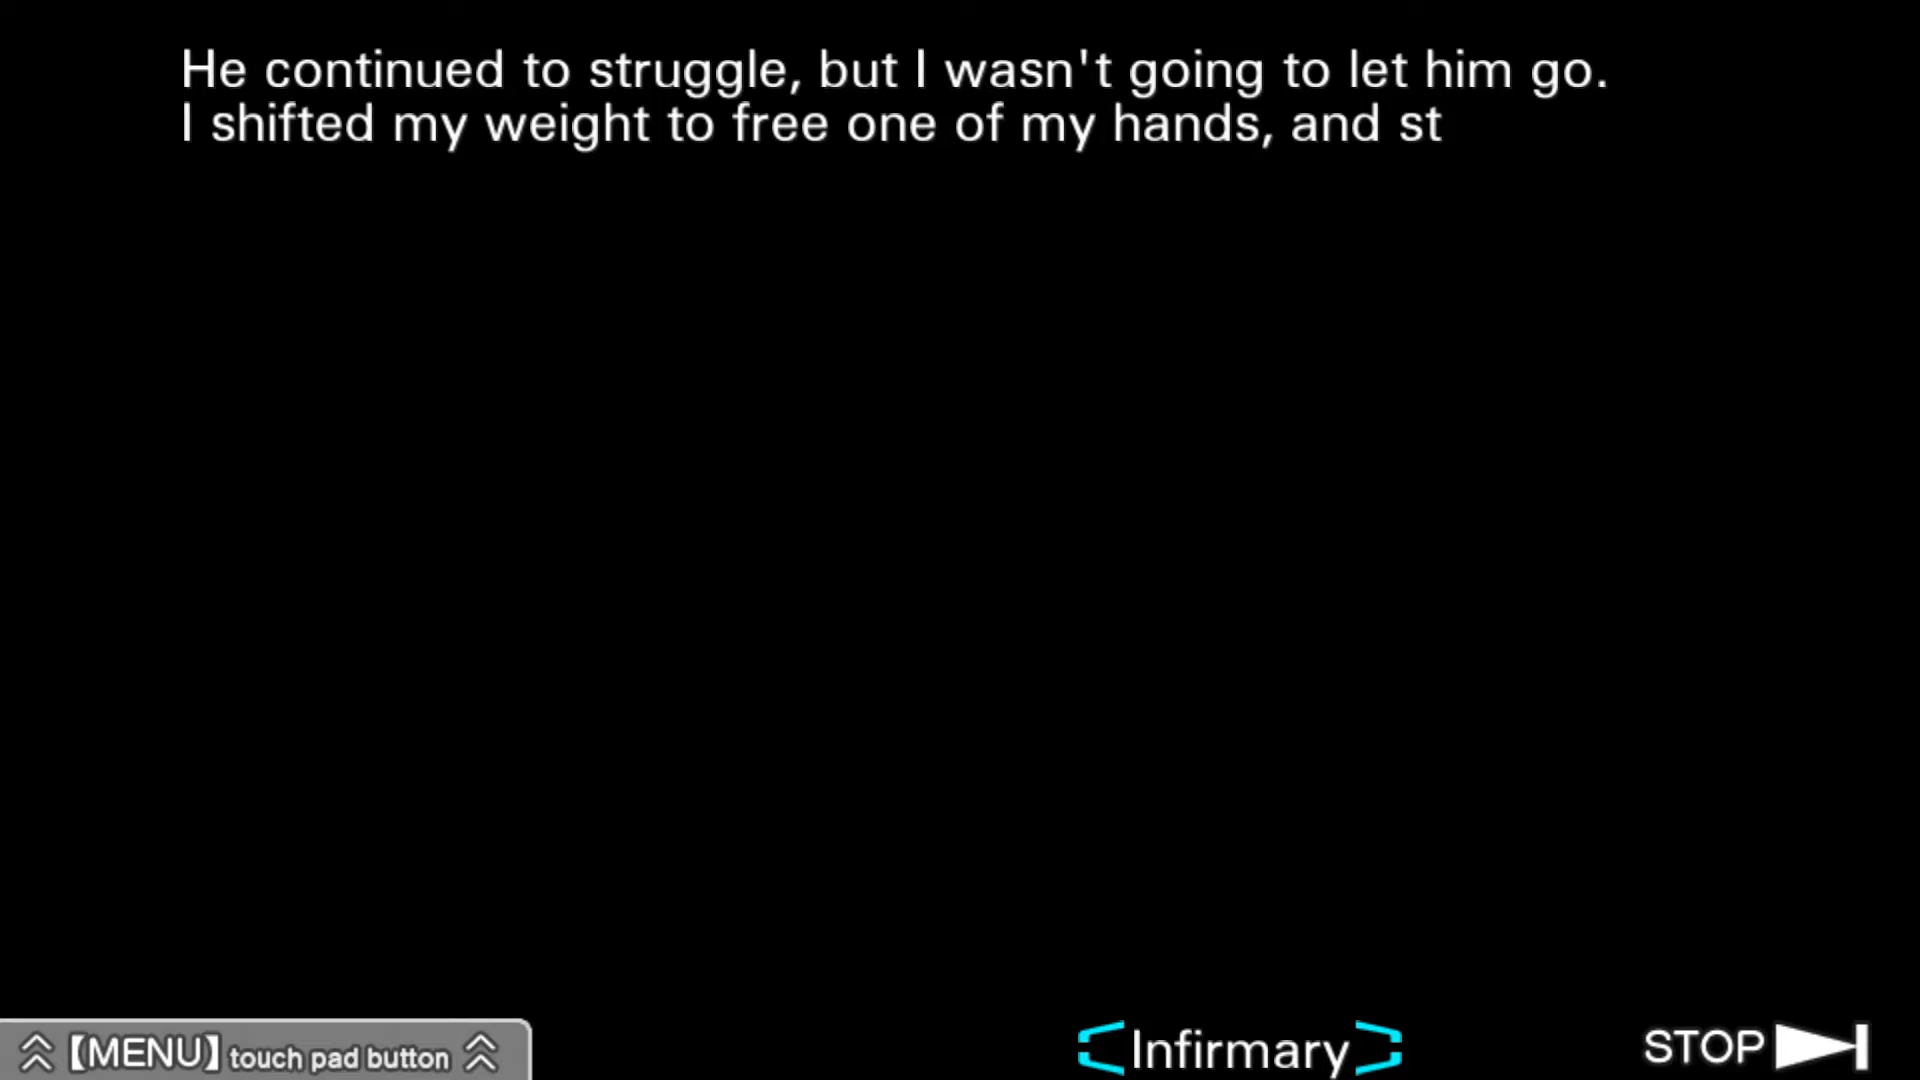 He continued to struggle, but I wasn't going to let him go.
I shifted my weight to free one of my hands, and st
【MENU】touch pad button
Infirmary
STOP